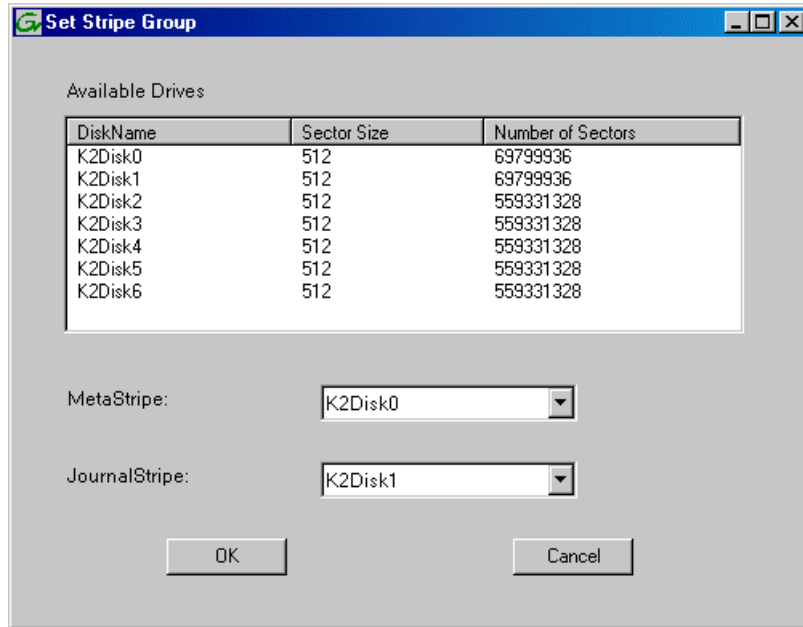 Set Stripe Group
Available Drives
DiskName Sector Size Number of Sectors
K2Disk0 512 69799936
K2Disk1 512 69799936
K2Disk2 512 559331328
K2Disk3 512 559331328
K2Disk4 512 559331328
K2Disk5 512 559331328
K2Disk6 512 559331328
MetaStripe: K2Disk0
JournalStripe: K2Disk1
OK Cancel